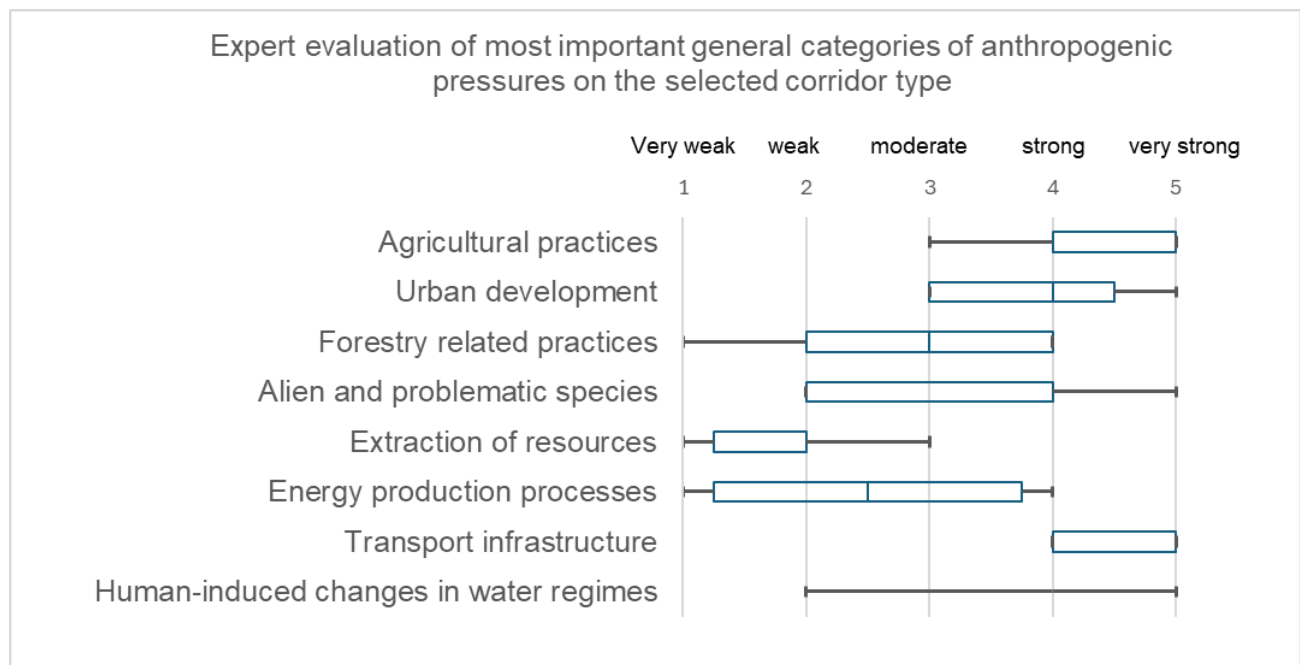 Expert evaluation of most important general categories of anthropogenic
pressures on the selected corridor type
Very weak weak moderate strong very strong
1 2 3 4 5
Agricultural practices
Urban development
Forestry related practices
Alien and problematic species
Extraction of resources
Energy production processes
Transport infrastructure
Human-induced changes in water regimes